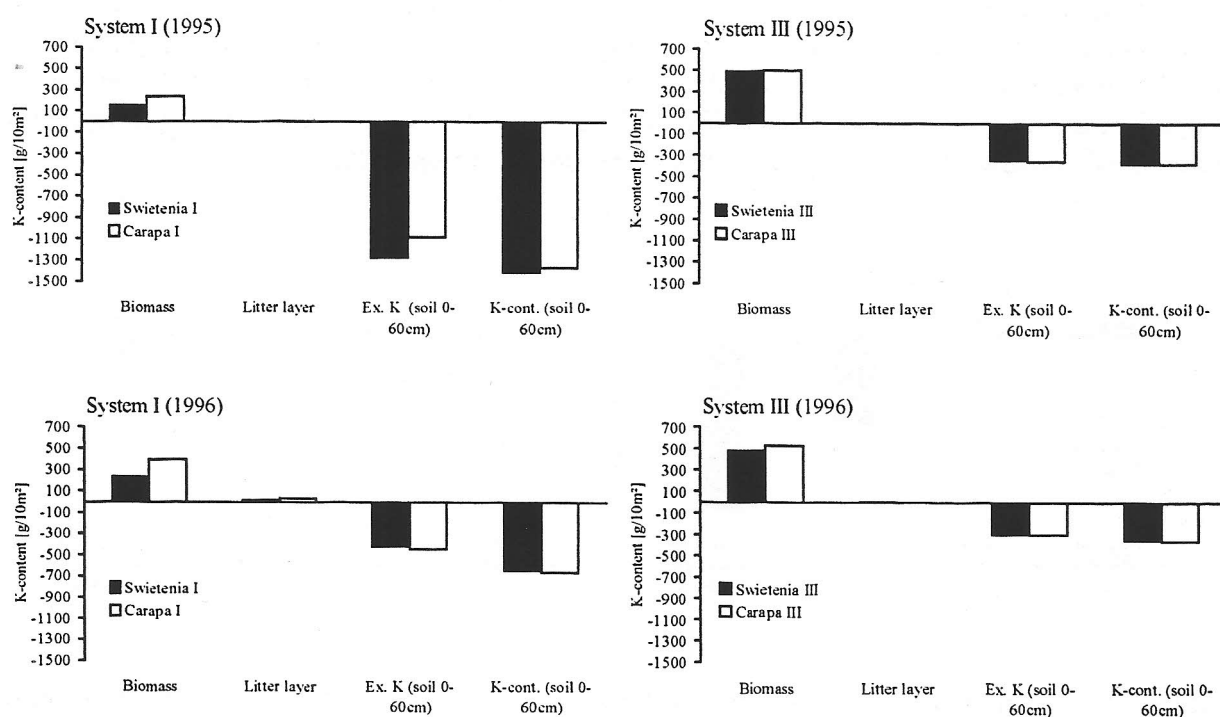 System I (1995)
K-content [g/10m²]
700
500
300
100
-100
-300
-500
-700
-900
-1100
-1300
-1500
Swietenia I
Carapa I
Biomass
Litter layer
Ex. K (soil 0-
60cm)
K-cont. (soil 0-
60cm)
System III (1995)
K-content [g/10m²]
700
500
300
100
-100
-300
-500
-700
-900
-1100
-1300
-1500
Swietenia III
Carapa III
Biomass
Litter layer
Ex. K (soil 0-
60cm)
K-cont. (soil 0-
60cm)
System I (1996)
K-content [g/10m²]
700
500
300
100
-100
-300
-500
-700
-900
-1100
-1300
-1500
Swietenia I
Carapa I
Biomass
Litter layer
Ex. K (soil 0-
60cm)
K-cont. (soil 0-
60cm)
System III (1996)
K-content [g/10m²]
700
500
300
100
-100
-300
-500
-700
-900
-1100
-1300
-1500
Swietenia III
Carapa III
Biomass
Litter layer
Ex. K (soil 0-
60cm)
K-cont. (soil 0-
60cm)